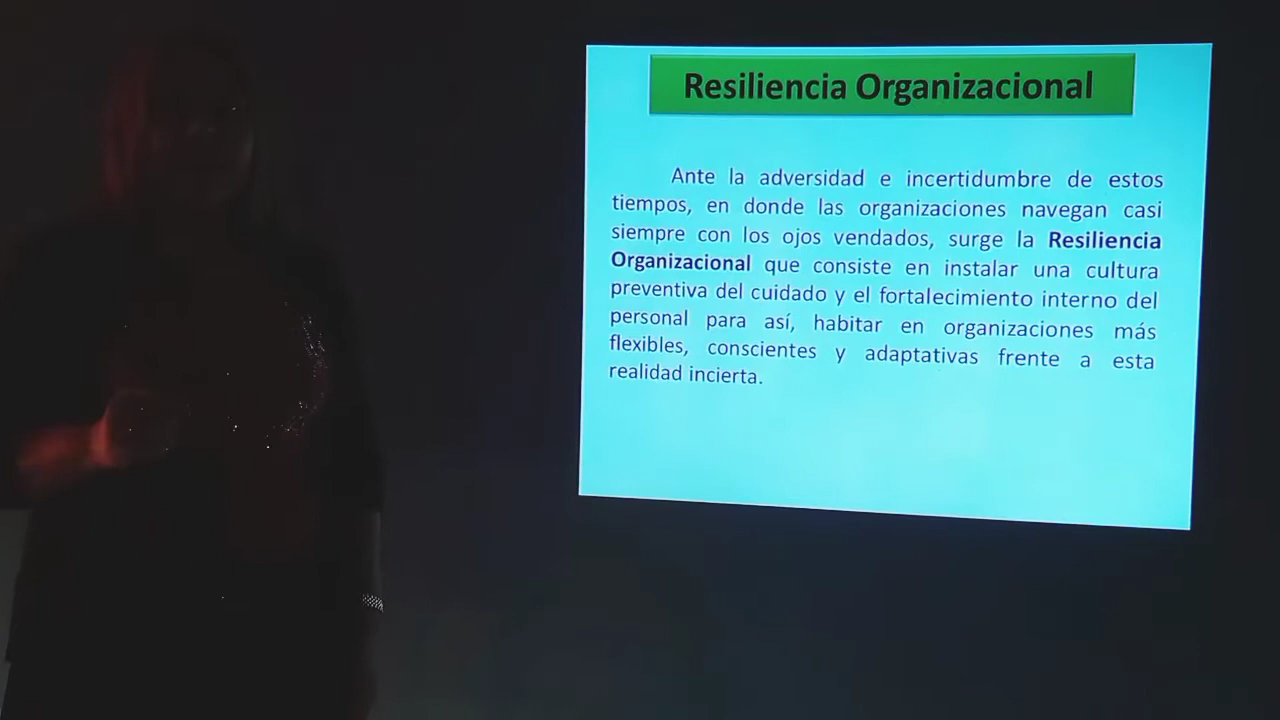 Resiliencia Organizacional
Ante la adversidad e incertidumbre de estos
tiempos, en donde las organizaciones navegan casi
siempre con los ojos vendados, surge la Resiliencia
Organizacional que consiste en instalar una cultura
preventiva del cuidado y el fortalecimiento interno del
personal para así, habitar en organizaciones más
flexibles, conscientes y adaptativas frente a esta
realidad incierta.